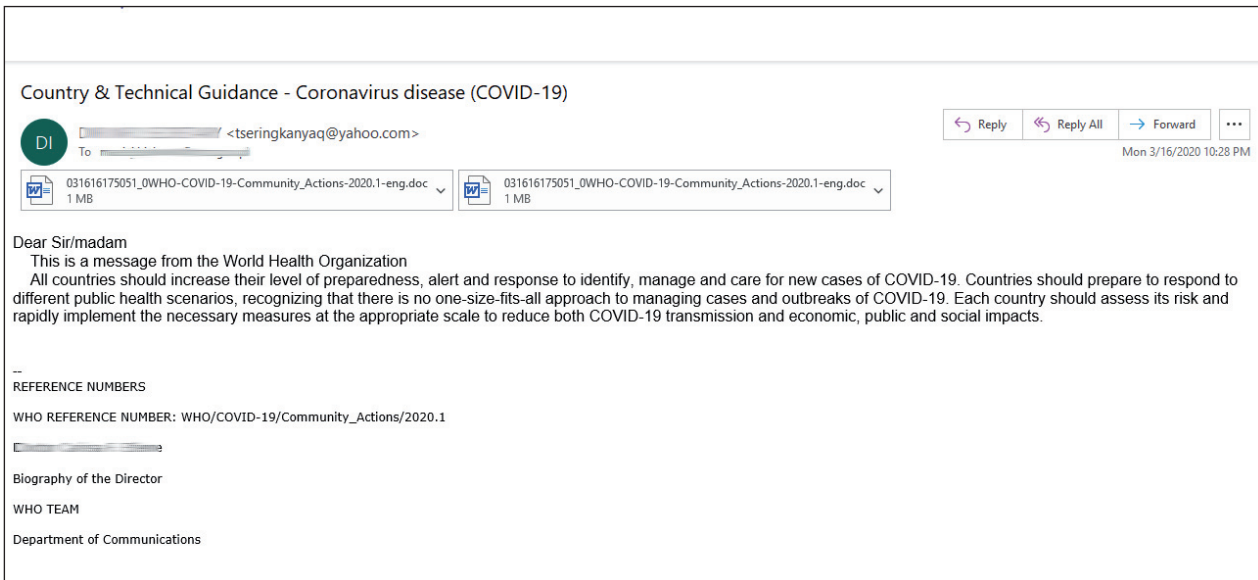 Country & Technical Guidance - Coronavirus disease (COVID-19)
DI
<tseringkanyaq@yahoo.com>
To
Reply
Reply All
Forward
Mon 3/16/2020 10:28 PM
031616175051_0WHO-COVID-19-Community_Actions-2020.1-eng.doc
1 MB
031616175051_0WHO-COVID-19-Community_Actions-2020.1-eng.doc
1 MB
Dear Sir/madam
This is a message from the World Health Organization
All countries should increase their level of preparedness, alert and response to identify, manage and care for new cases of COVID-19. Countries should prepare to respond to
different public health scenarios, recognizing that there is no one-size-fits-all approach to managing cases and outbreaks of COVID-19. Each country should assess its risk and
rapidly implement the necessary measures at the appropriate scale to reduce both COVID-19 transmission and economic, public and social impacts.
--
REFERENCE NUMBERS
WHO REFERENCE NUMBER: WHO/COVID-19/Community_Actions/2020.1
Biography of the Director
WHO TEAM
Department of Communications